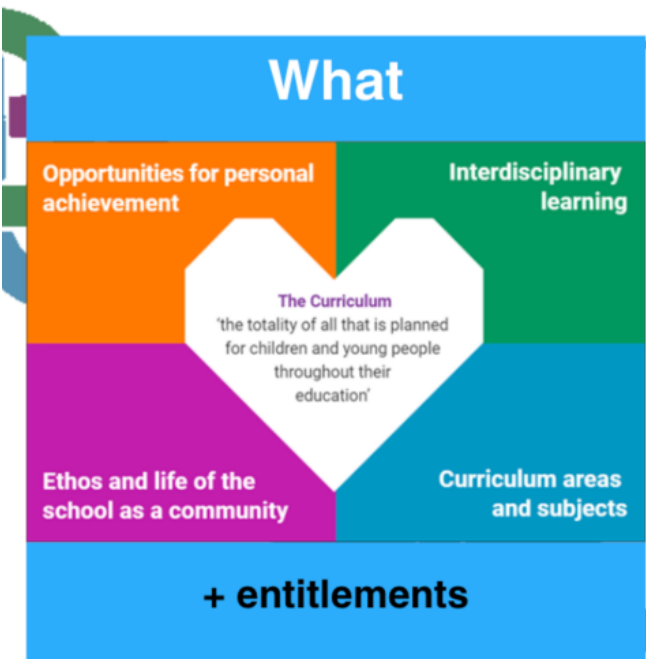 What
Opportunities for personal
achievement
Interdisciplinary
learning
The Curriculum
'the totality of all that is planned
for children and young people
throughout their
education'
Ethos and life of the
school as a community
Curriculum areas
and subjects
+ entitlements